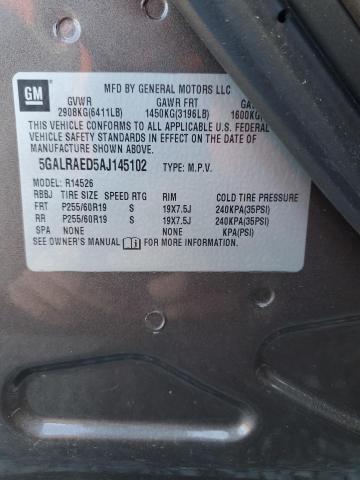 GM
MFD BY GENERAL MOTORS LLC
GVWR GAWR FRT
2908KG(6411LB) 1450KG(3196LB) 1600KG
THIS VEHICLE CONFORMS TO ALL APPLICABLE U.S. FEDERAL
VEHICLE SAFETY STANDARDS IN EFFECT ON THE DATE OF
MANUFACTURE SHOWN ABOVE.
5GALRAED5AJ145102 TYPE: M.P.V.
MODEL: R14526
RBBJ TIRE SIZE SPEED RTG RIM COLD TIRE PRESSURE
FRT P255/60R19 S 19X7.5J 240KPA(35PSI)
RR P255/60R19 S 19X7.5J 240KPA(35PSI)
SPA NONE NONE KPA(PSI)
SEE OWNER'S MANUAL FOR MORE INFORMATION.